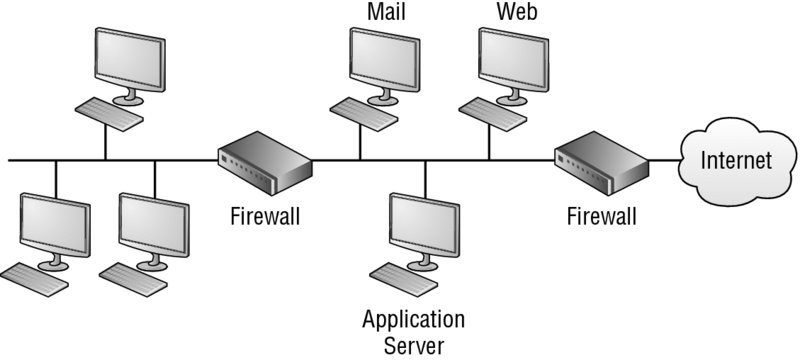 Mail
Web
Internet
Firewall
Firewall
Application
Server